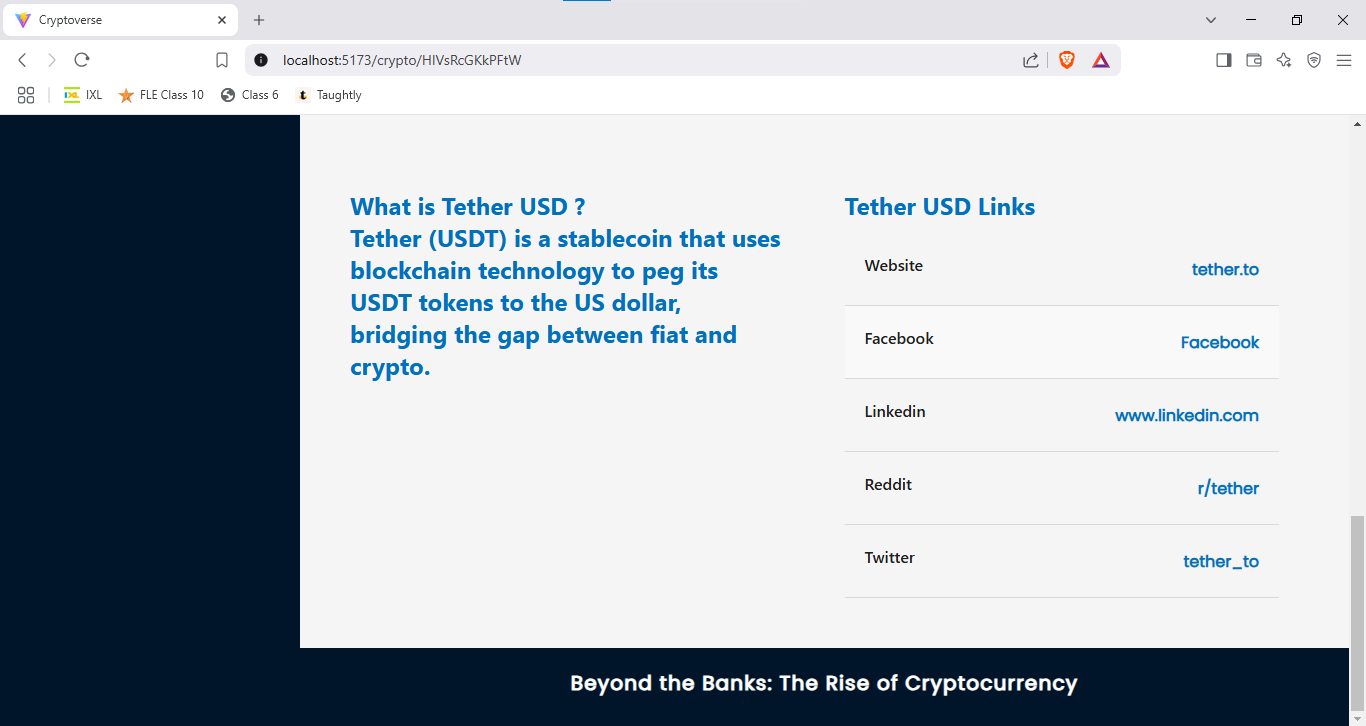 Cryptoverse
localhost:5173/crypto/HIVsRcGKkPFtW
IXL IXL FLE Class 10 Class 6 t Taughtly
What is Tether USD ?
Tether (USDT) is a stablecoin that uses
blockchain technology to peg its
USDT tokens to the US dollar,
bridging the gap between fiat and
crypto.
Tether USD Links
Website tether.to
Facebook Facebook
Linkedin www.linkedin.com
Reddit r/tether
Twitter tether_to
Beyond the Banks: The Rise of Cryptocurrency